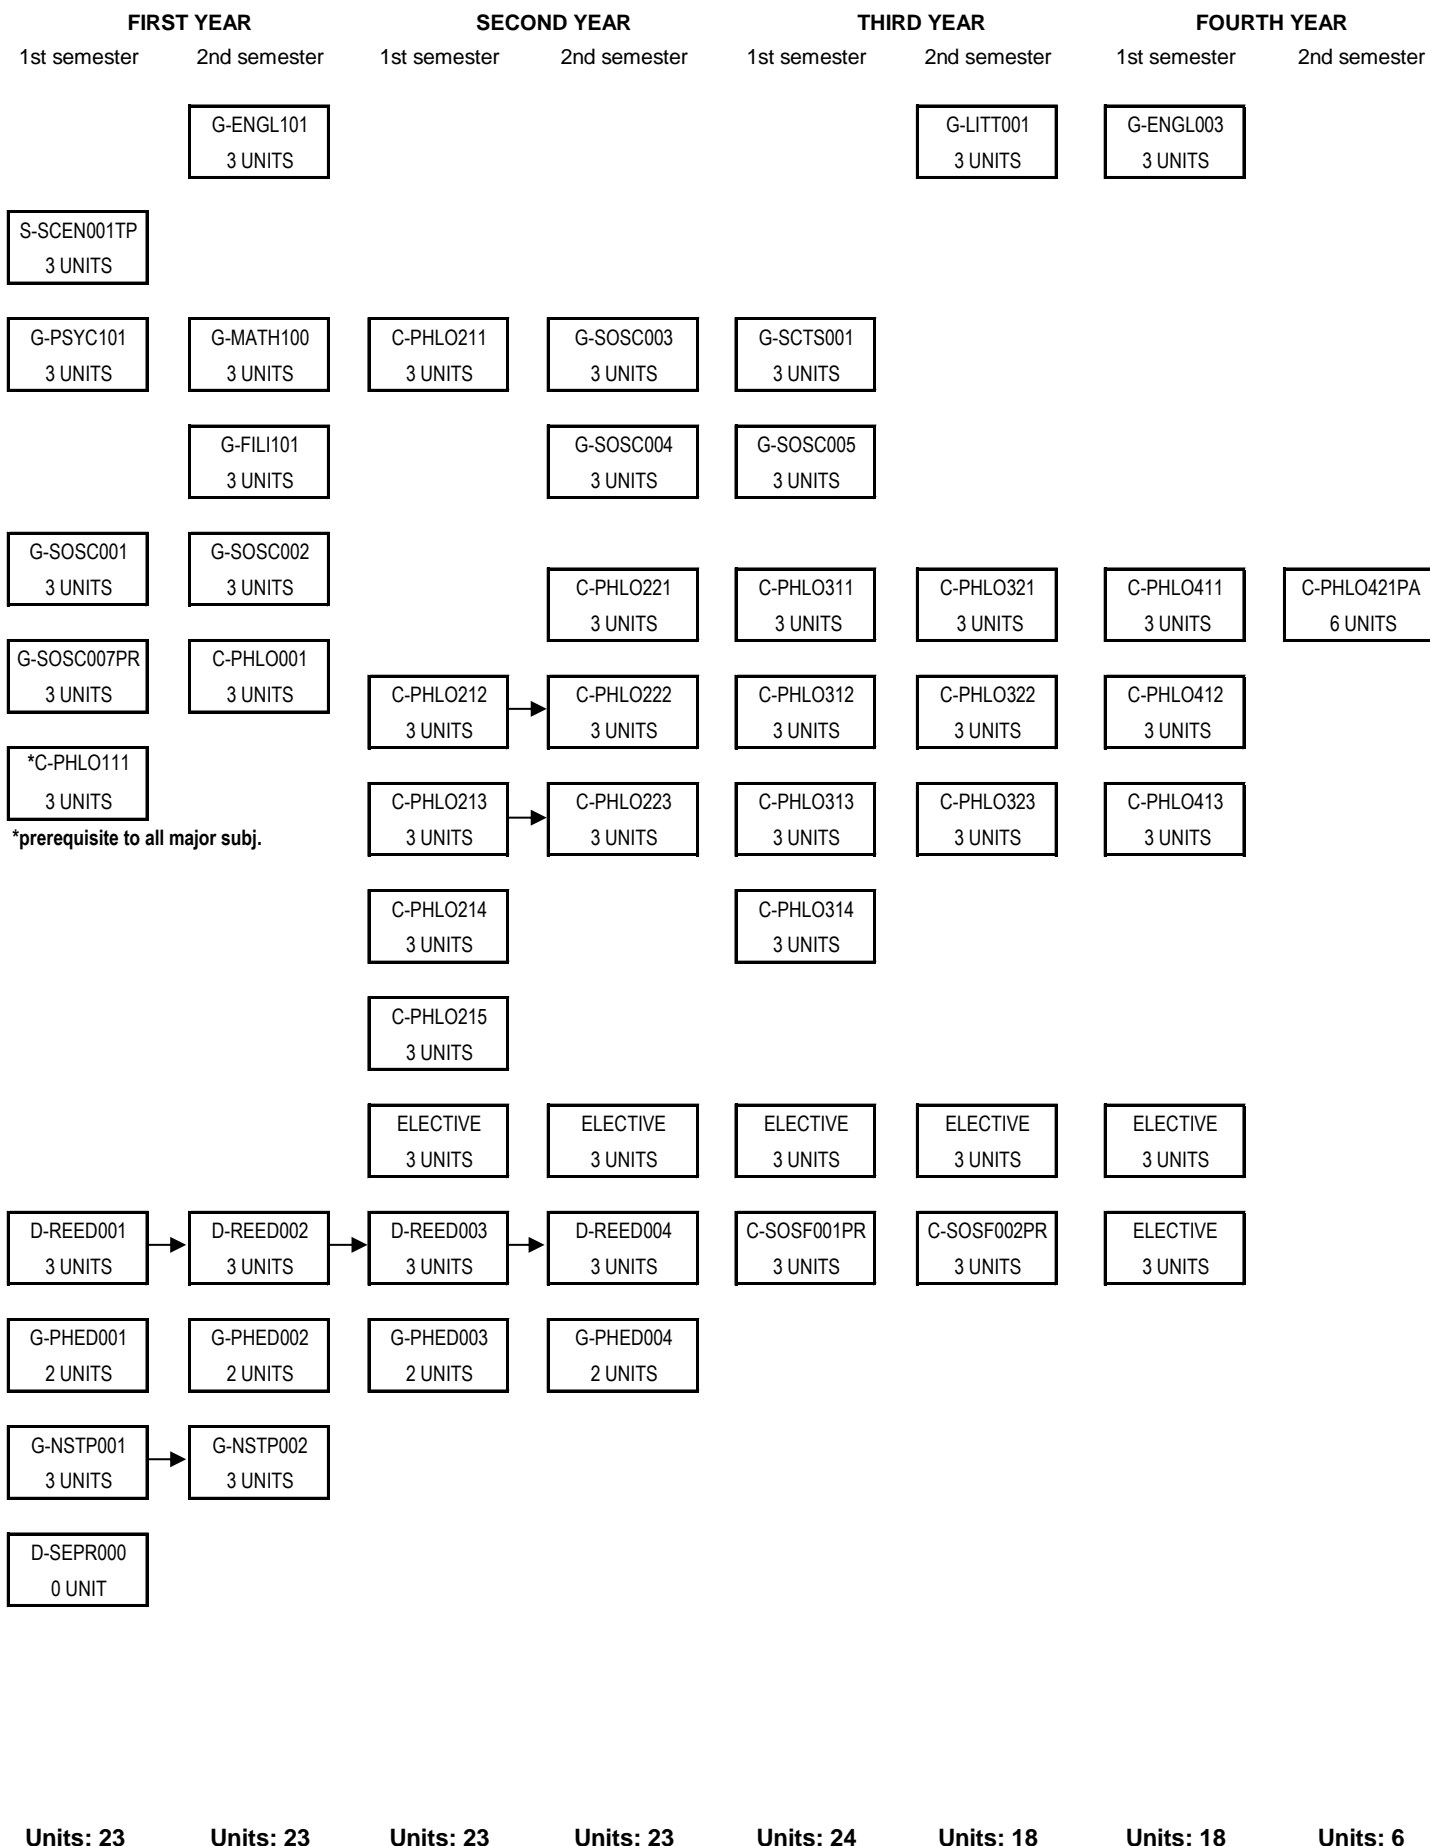 FIRST YEAR SECOND YEAR THIRD YEAR FOURTH YEAR
1st semester 2nd semester 1st semester 2nd semester 1st semester 2nd semester 1st semester 2nd semester
G-ENGL101 G-LITT001 G-ENGL003
3 UNITS 3 UNITS 3 UNITS
S-SCEN001TP
3 UNITS
G-PSYC101 G-MATH100 C-PHLO211 G-SOSC003 G-SCTS001
3 UNITS 3 UNITS 3 UNITS 3 UNITS 3 UNITS
G-FILI101 G-SOSC004 G-SOSC005
3 UNITS 3 UNITS 3 UNITS
G-SOSC001 G-SOSC002
3 UNITS 3 UNITS C-PHLO221 C-PHLO311 C-PHLO321 C-PHLO411 C-PHLO421PA
3 UNITS 3 UNITS 3 UNITS 3 UNITS 6 UNITS
G-SOSC007PR C-PHLO001
3 UNITS 3 UNITS C-PHLO212 C-PHLO222 C-PHLO312 C-PHLO322 C-PHLO412
3 UNITS 3 UNITS 3 UNITS 3 UNITS 3 UNITS
*C-PHLO111
3 UNITS C-PHLO213 C-PHLO223 C-PHLO313 C-PHLO323 C-PHLO413
*prerequisite to all major subj. 3 UNITS 3 UNITS 3 UNITS 3 UNITS 3 UNITS
C-PHLO214 C-PHLO314
3 UNITS 3 UNITS
C-PHLO215
3 UNITS
ELECTIVE ELECTIVE ELECTIVE ELECTIVE ELECTIVE
3 UNITS 3 UNITS 3 UNITS 3 UNITS 3 UNITS
D-REED001 D-REED002 D-REED003 D-REED004 C-SOSF001PR C-SOSF002PR ELECTIVE
3 UNITS 3 UNITS 3 UNITS 3 UNITS 3 UNITS 3 UNITS 3 UNITS
G-PHED001 G-PHED002 G-PHED003 G-PHED004
2 UNITS 2 UNITS 2 UNITS 2 UNITS
G-NSTP001 G-NSTP002
3 UNITS 3 UNITS
D-SEPR000
0 UNIT
Units: 23 Units: 23 Units: 23 Units: 23 Units: 24 Units: 18 Units: 18 Units: 6